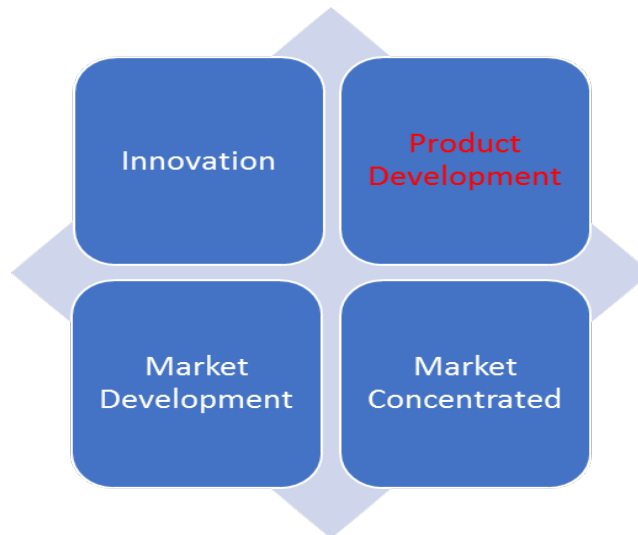 Innovation
Product
Development
Market
Development
Market
Concentrated